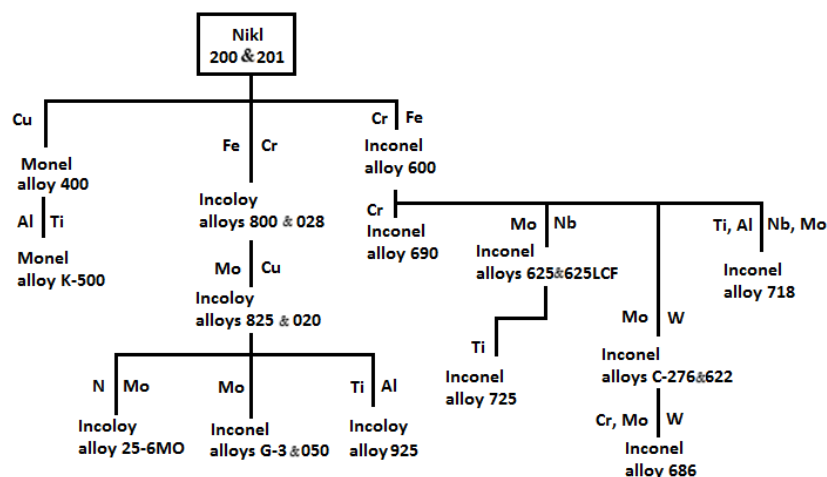 Nikl
200 & 201
Cu
Fe Cr
Cr Fe
Monel
alloy 400
Incoloy
alloys 800 & 028
Inconel
alloy 600
Al Ti
Monel
alloy K-500
Mo Cu
Incoloy
alloys 825 & 020
Cr
Inconel
alloy 690
Mo Nb
Inconel
alloys 625&625LCF
Ti, Al Nb, Mo
Inconel
alloy 718
Ti
Inconel
alloy 725
Mo W
Inconel
alloys C-276&622
Cr, Mo W
Inconel
alloy 686
N Mo
Incoloy
alloy 25-6MO
Mo
Inconel
alloys G-3 &050
Ti Al
Incoloy
alloy 925